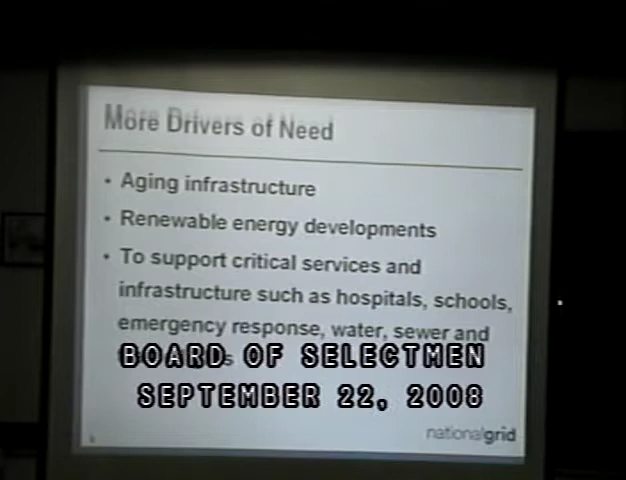 More Drivers of Need
• Aging infrastructure
• Renewable energy developments
• To support critical services and
infrastructure such as hospitals, schools,
emergency response, water, sewer and
BOARD OF SELECTMEN
SEPTEMBER 22, 2008
nationalgrid